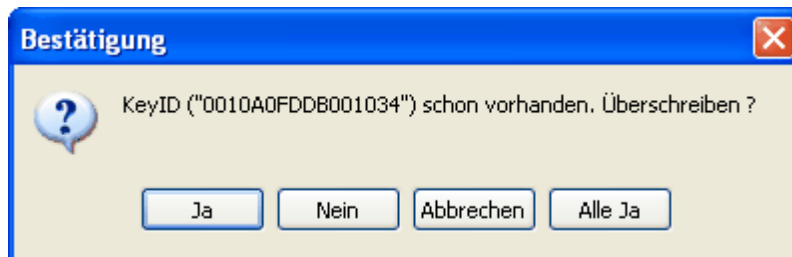 Bestätigung
KeyID ("0010A0FDDB001034") schon vorhanden. Überschreiben ?
Ja Nein Abbrechen Alle Ja